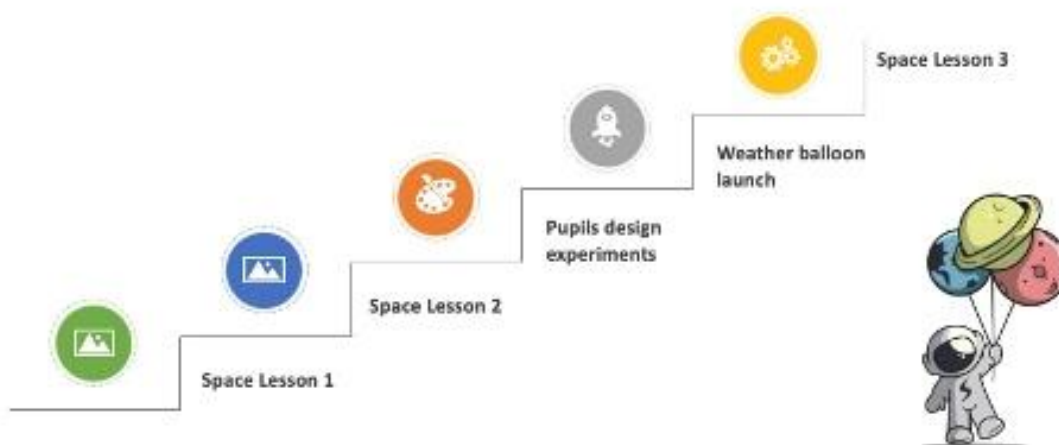 Space Lesson 1
Space Lesson 2
Pupils design
experiments
Weather balloon
launch
Space Lesson 3